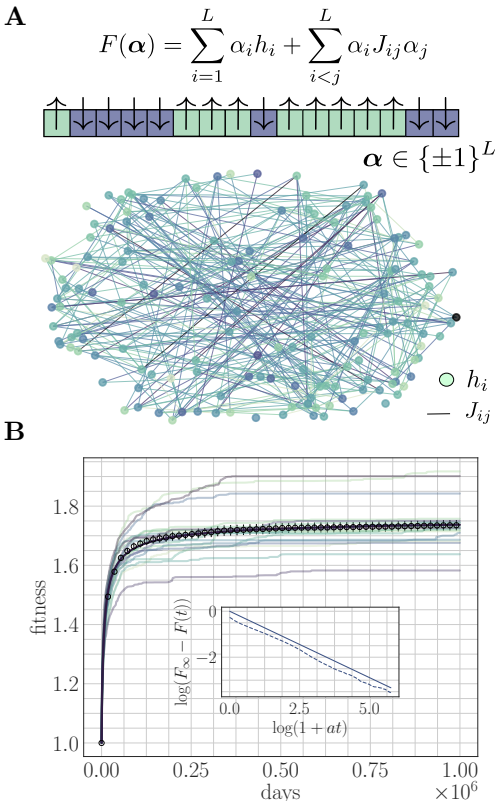 A
F(α) = ∑_{i=1}^{L} α_i h_i + ∑_{i<j}^{L} α_i J_{ij} α_j
α ∈ {±1}^L
h_i
J_{ij}
B
fitness
1.8
1.6
1.4
1.2
1.0
log(F_∞ − F(t))
0
−2
0.0 2.5 5.0
log(1 + at)
0.00 0.25 0.50 0.75 1.00
days
×10^6